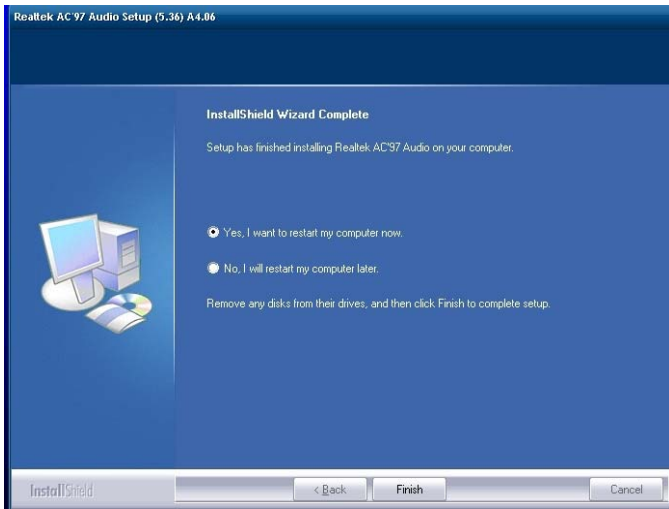 Realtek AC'97 Audio Setup (5.36) A4.06
InstallShield Wizard Complete
Setup has finished installing Realtek AC'97 Audio on your computer.
Yes, I want to restart my computer now.
No, I will restart my computer later.
Remove any disks from their drives, and then click Finish to complete setup.
InstallShield
< Back
Finish
Cancel